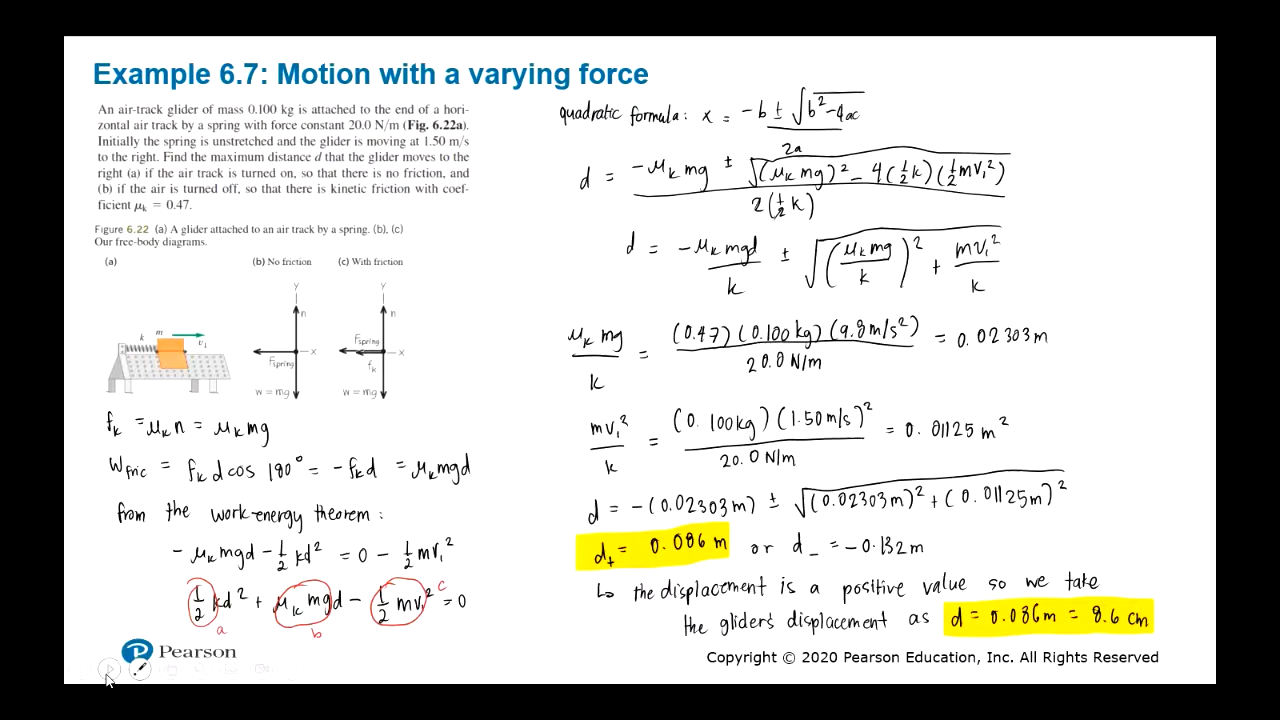 Example 6.7: Motion with a varying force
An air-track glider of mass 0.100 kg is attached to the end of a hori-
zontal air track by a spring with force constant 20.0 N/m (Fig. 6.22a).
Initially the spring is unstretched and the glider is moving at 1.50 m/s
to the right. Find the maximum distance d that the glider moves to the
right (a) if the air track is turned on, so that there is no friction, and
(b) if the air is turned off, so that there is kinetic friction with coef-
ficient μk = 0.47.
Figure 6.22 (a) A glider attached to an air track by a spring. (b), (c)
Our free-body diagrams.
(a) (b) No friction (c) With friction
y y
n n
k m v1
Fspring x Fspring x
fk
w = mg w = mg
fk = μk n = μk mg
Wfric = fk d cos 180° = -fk d = μk mgd
from the work-energy theorem:
- μk mgd - 1/2 kd² = 0 - 1/2 mv1²
1/2 kd² + μk mgd - 1/2 mv1² = 0
a b c
quadratic formula: x = -b ± √b²-4ac / 2a
d = -μk mg ± √(μk mg)² - 4(1/2 k)(1/2 mv1²) / 2(1/2 k)
d = -μk mgd / k ± √(μk mg / k)² + mv1² / k
μk mg / k = (0.47)(0.100 kg)(9.8 m/s²) / 20.0 N/m = 0.02303 m
mv1² / k = (0.100 kg)(1.50 m/s)² / 20.0 N/m = 0.01125 m²
d = -(0.02303 m) ± √(0.02303 m)² + (0.01125 m)²
d+ = 0.086 m or d- = -0.132 m
↳ the displacement is a positive value so we take
the glider's displacement as d = 0.086 m = 8.6 cm
Pearson
Copyright © 2020 Pearson Education, Inc. All Rights Reserved